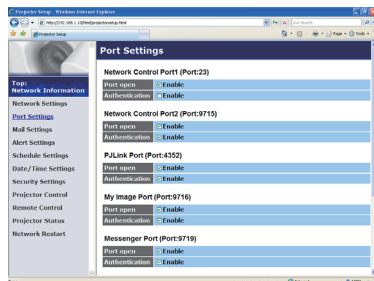 Projector Setup - Windows Internet Explorer
Live Search
Projector Setup
Page
Tools
Top:
Network Information
Network Settings
Port Settings
Mail Settings
Alert Settings
Schedule Settings
Date/Time Settings
Security Settings
Projector Control
Remote Control
Projector Status
Network Restart
Port Settings
Network Control Port1 (Port:23)
Port open Enable
Authentication Enable
Network Control Port2 (Port:9715)
Port open Enable
Authentication Enable
PJLink Port (Port:4352)
Port open Enable
Authentication Enable
My Image Port (Port:9716)
Port open Enable
Authentication Enable
Messenger Port (Port:9719)
Port open Enable
Authentication Enable